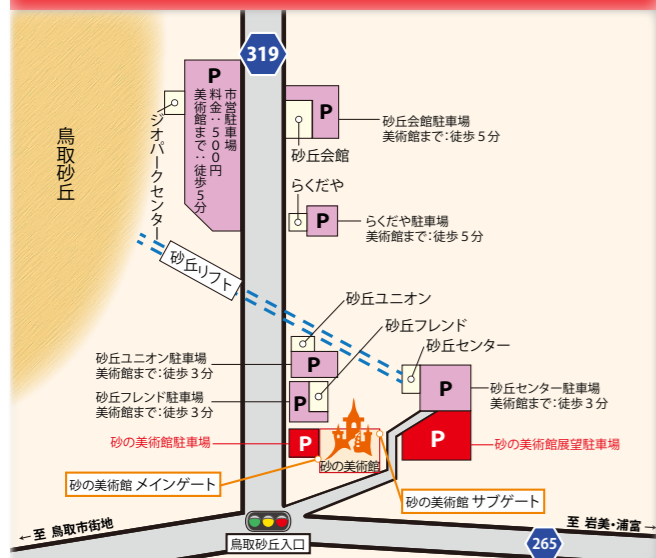 319
P
市営駐車場
料金：500円
美術館まで：徒歩5分
ジオパークセンター
鳥取砂丘
P
砂丘会館駐車場
美術館まで：徒歩5分
砂丘会館
らくだや
P
らくだや駐車場
美術館まで：徒歩5分
砂丘リフト
砂丘ユニオン
砂丘フレンド
砂丘センター
P
砂丘ユニオン駐車場
美術館まで：徒歩3分
P
砂丘センター駐車場
美術館まで：徒歩3分
P
砂丘フレンド駐車場
美術館まで：徒歩3分
砂の美術館駐車場
P
砂の美術館
P
砂の美術館展望駐車場
砂の美術館 メインゲート
砂の美術館 サブゲート
←至 鳥取市街地
至 岩美・浦富→
鳥取砂丘入口
265